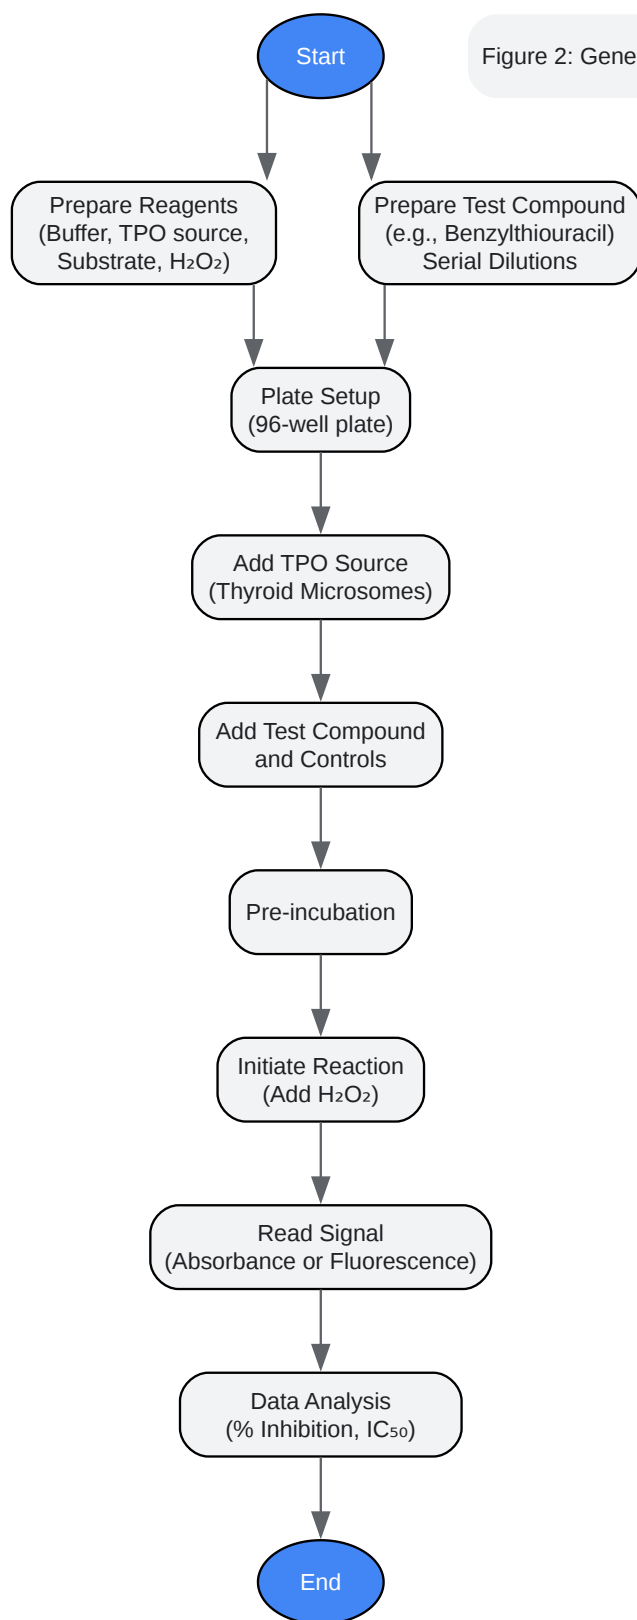 Start
Figure 2: Gene
Prepare Reagents
(Buffer, TPO source,
Substrate, H₂O₂)
Prepare Test Compound
(e.g., Benzylthiouracil)
Serial Dilutions
Plate Setup
(96-well plate)
Add TPO Source
(Thyroid Microsomes)
Add Test Compound
and Controls
Pre-incubation
Initiate Reaction
(Add H₂O₂)
Read Signal
(Absorbance or Fluorescence)
Data Analysis
(% Inhibition, IC₅₀)
End